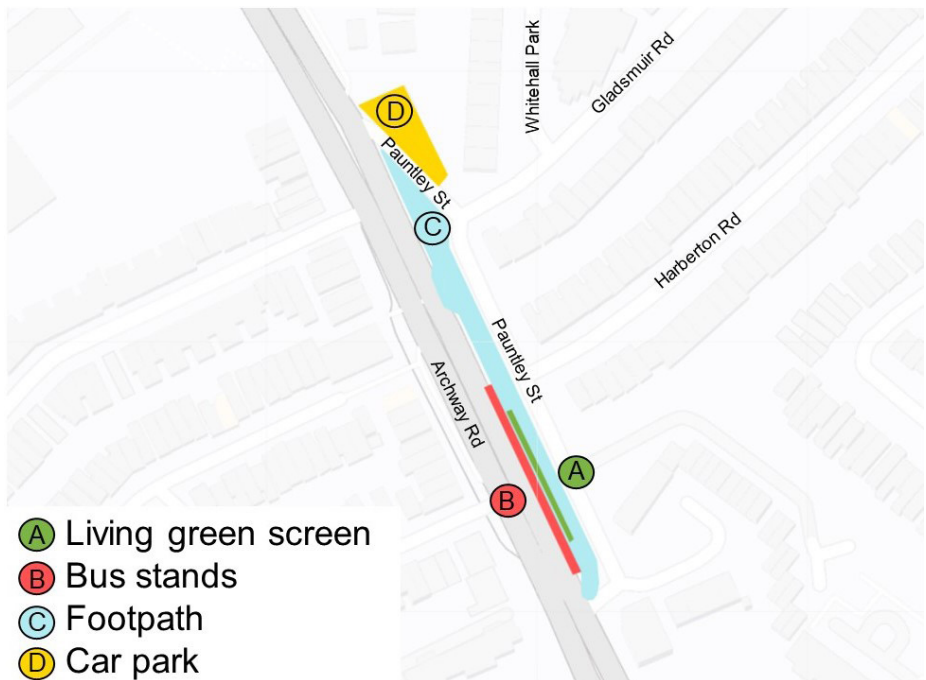 Whitehall Park
Gladsmuir Rd
D
Pauntley St
C
Harberton Rd
Pauntley St
Archway Rd
A
B
A Living green screen
B Bus stands
C Footpath
D Car park